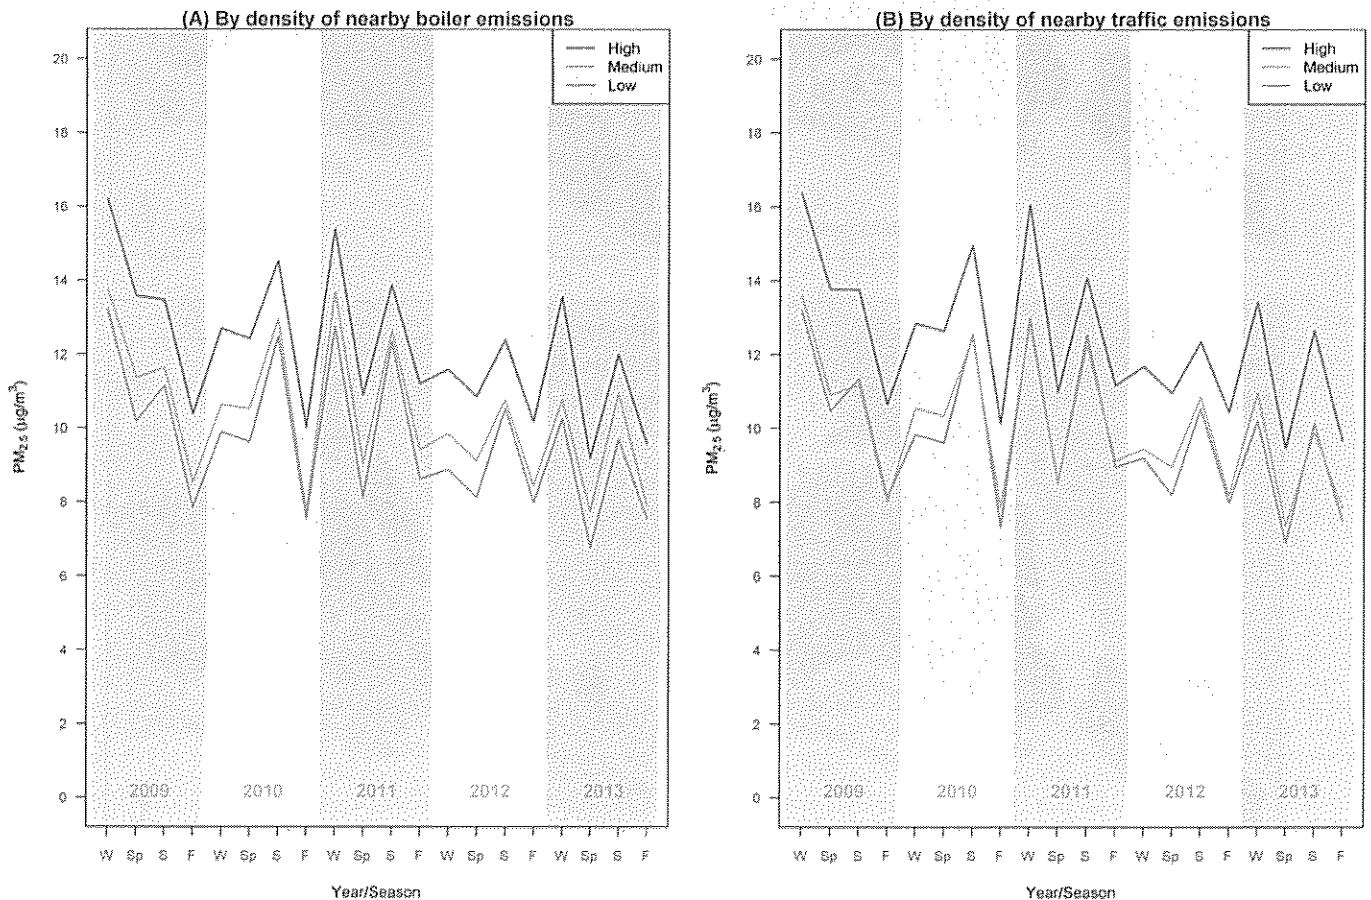 (A) By density of nearby boiler emissions
High
Medium
Low
20
18
16
14
12
10
8
6
4
2
0
PM2.5 (µg/m³)
2009 2010 2011 2012 2013
W Sp S F W Sp S F W Sp S F W Sp S F W Sp S F
Year/Season
(B) By density of nearby traffic emissions
High
Medium
Low
20
18
16
14
12
10
8
6
4
2
0
PM2.5 (µg/m³)
2009 2010 2011 2012 2013
W Sp S F W Sp S F W Sp S F W Sp S F W Sp S F
Year/Season